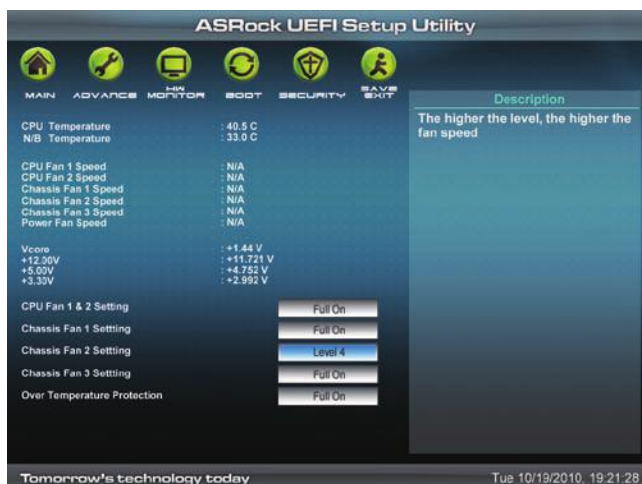 ASRock UEFI Setup Utility
MAIN
ADVANCE
HW MONITOR
BOOT
SECURITY
SAVE EXIT
Description
The higher the level, the higher the
fan speed
CPU Temperature : 40.5 C
N/B Temperature : 33.0 C
CPU Fan 1 Speed : N/A
CPU Fan 2 Speed : N/A
Chassis Fan 1 Speed : N/A
Chassis Fan 2 Speed : N/A
Chassis Fan 3 Speed : N/A
Power Fan Speed : N/A
Vcore : +1.44 V
+12.00V : +11.721 V
+5.00V : +4.752 V
+3.30V : +2.992 V
CPU Fan 1 & 2 Setting Full On
Chassis Fan 1 Settting Full On
Chassis Fan 2 Settting Level 4
Chassis Fan 3 Settting Full On
Over Temperature Protection Full On
Tomorrow's technology today
Tue 10/19/2010, 19:21:28